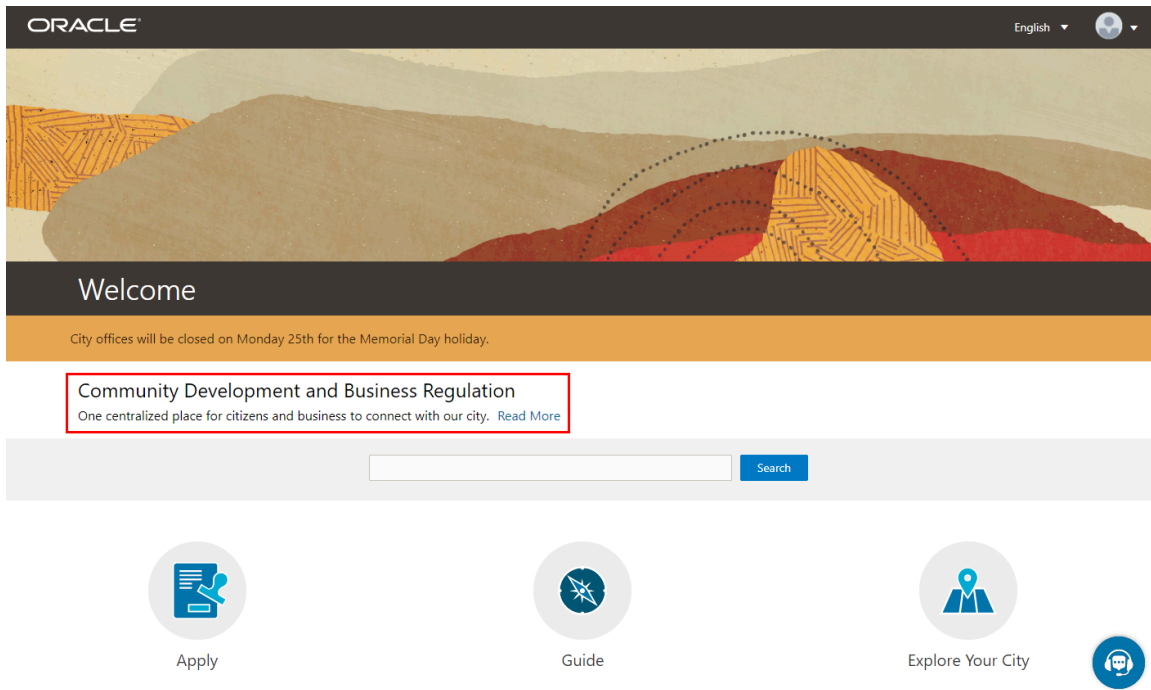 ORACLE
English
Welcome
City offices will be closed on Monday 25th for the Memorial Day holiday.
Community Development and Business Regulation
One centralized place for citizens and business to connect with our city. Read More
Search
Apply
Guide
Explore Your City